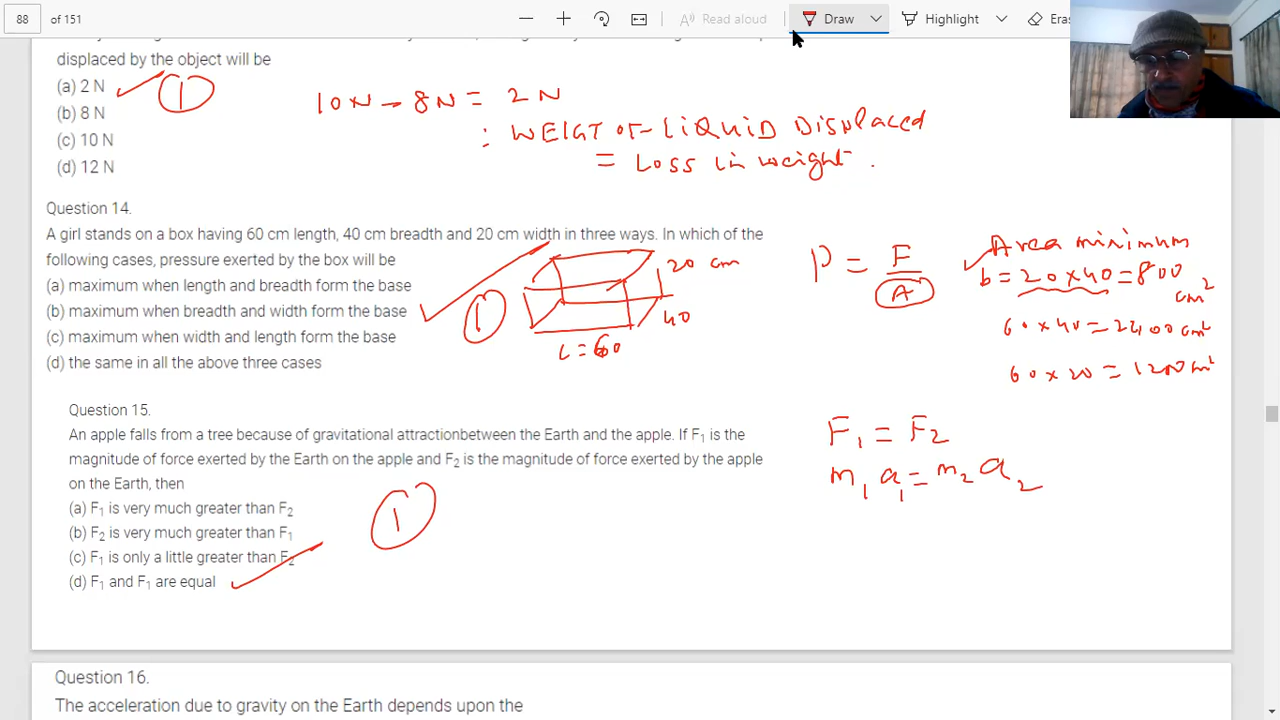 88 of 151 Read aloud Draw Highlight Eras
displaced by the object will be
(a) 2 N ① 10N - 8N = 2N
(b) 8 N : WEIGT OF LIQUID DISPLACED
(c) 10 N = Loss in weight .
(d) 12 N
Question 14.
A girl stands on a box having 60 cm length, 40 cm breadth and 20 cm width in three ways. In which of the
following cases, pressure exerted by the box will be
(a) maximum when length and breadth form the base
(b) maximum when breadth and width form the base
(c) maximum when width and length form the base
(d) the same in all the above three cases
①
20 cm
40
L = 60
P = F
A
Area minimum
b = 20 x 40 = 800
cm²
60 x 40 = 2400 cm²
60 x 20 = 1200 cm²
Question 15.
An apple falls from a tree because of gravitational attractionbetween the Earth and the apple. If F₁ is the
magnitude of force exerted by the Earth on the apple and F₂ is the magnitude of force exerted by the apple
on the Earth, then
(a) F₁ is very much greater than F₂
(b) F₂ is very much greater than F₁
(c) F₁ is only a little greater than F₂
(d) F₁ and F₁ are equal
①
F₁ = F₂
m₁ a₁ = m₂ a₂
Question 16.
The acceleration due to gravity on the Earth depends upon the